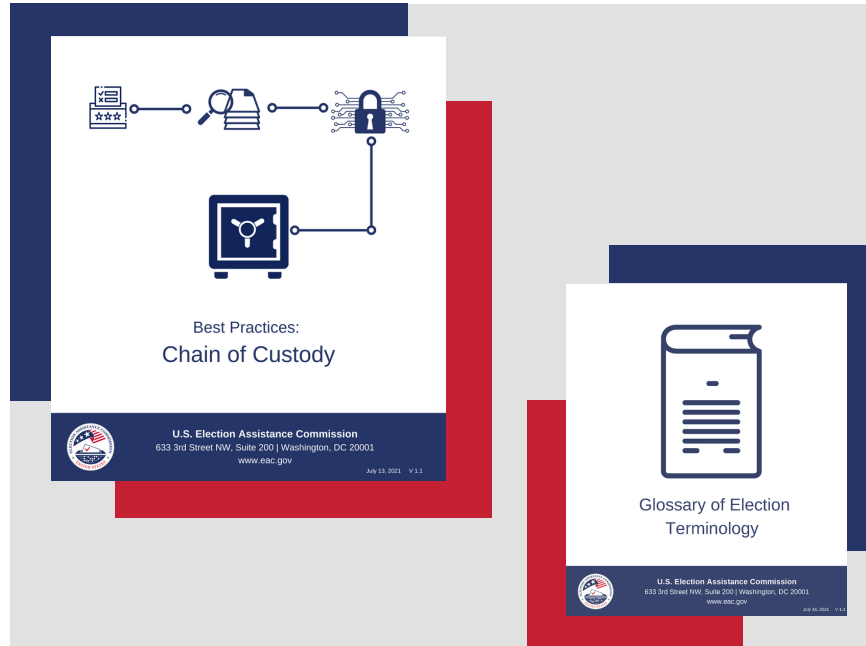 Best Practices:
Chain of Custody
U.S. Election Assistance Commission
633 3rd Street NW, Suite 200 | Washington, DC 20001
www.eac.gov
July 13, 2021 V 1.1
Glossary of Election
Terminology
U.S. Election Assistance Commission
633 3rd Street NW, Suite 200 | Washington, DC 20001
www.eac.gov